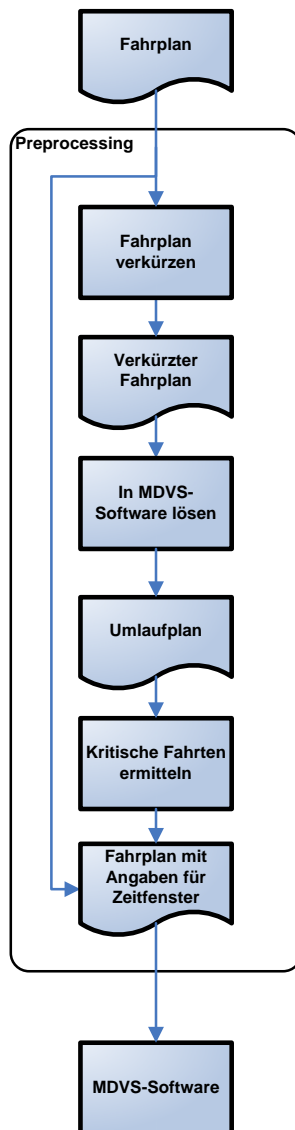 Fahrplan
Preprocessing
Fahrplan
verkürzen
Verkürzter
Fahrplan
In MDVS-
Software lösen
Umlaufplan
Kritische Fahrten
ermitteln
Fahrplan mit
Angaben für
Zeitfenster
MDVS-Software